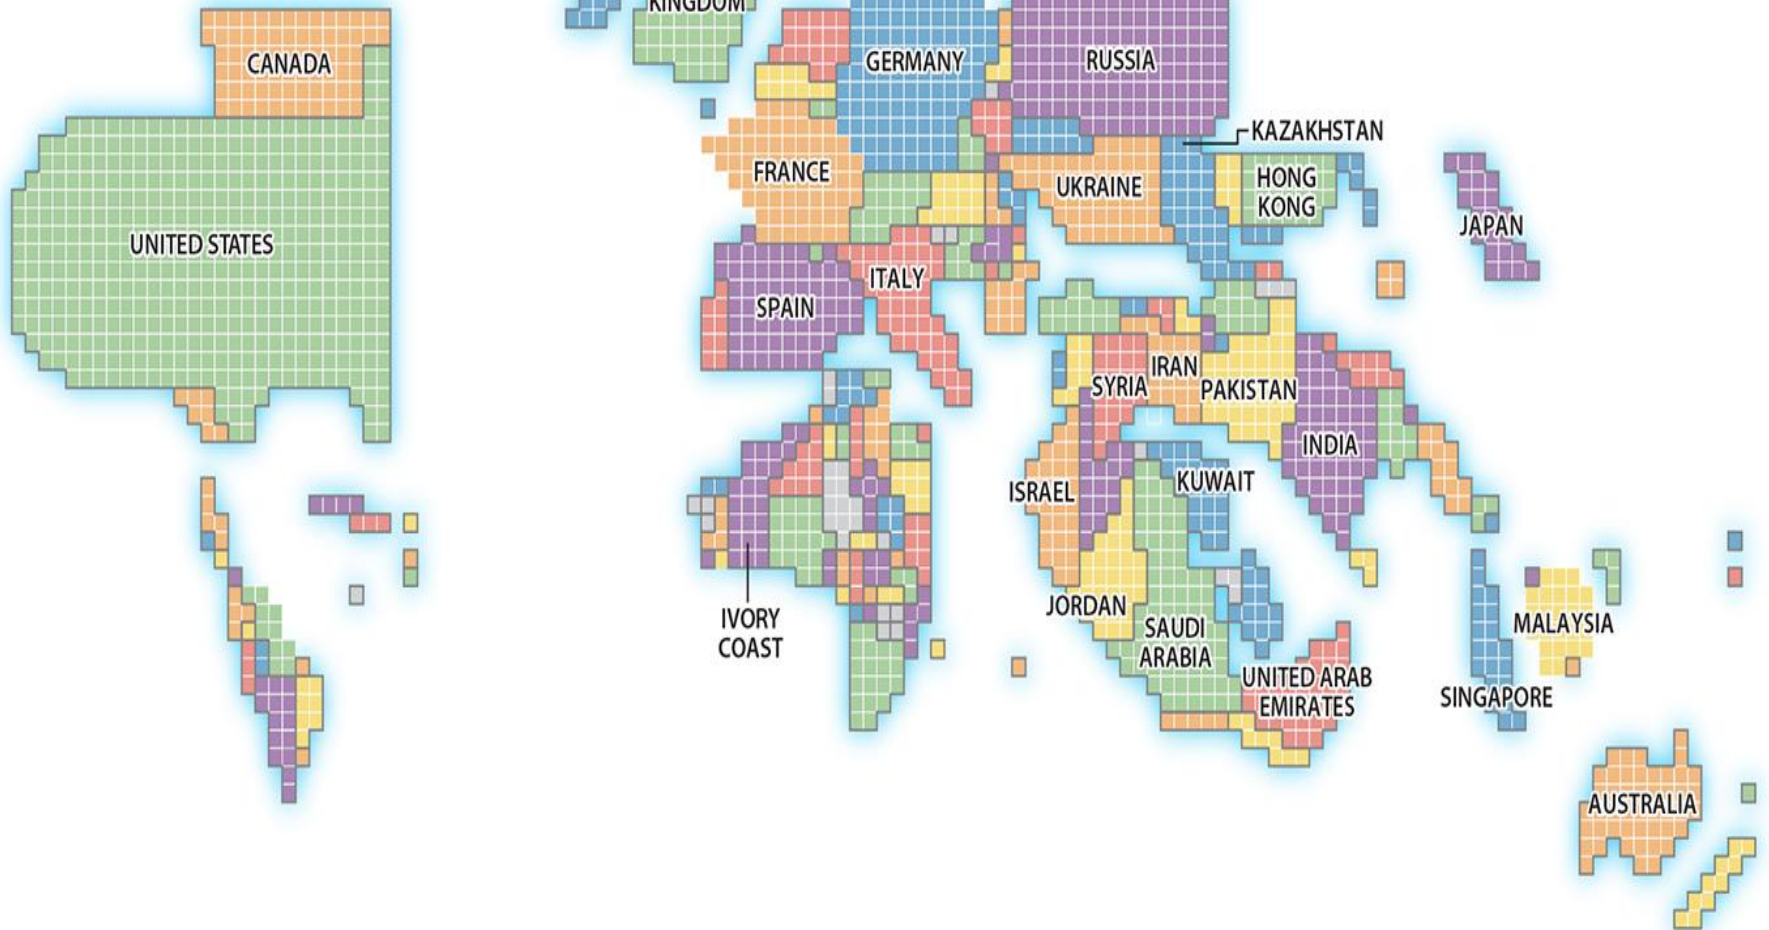 KINGDOM
CANADA
GERMANY
RUSSIA
KAZAKHSTAN
FRANCE
UKRAINE
HONG
KONG
JAPAN
UNITED STATES
ITALY
SPAIN
IRAN
SYRIA
PAKISTAN
INDIA
KUWAIT
ISRAEL
JORDAN
IVORY
COAST
SAUDI
ARABIA
MALAYSIA
UNITED ARAB
EMIRATES
SINGAPORE
AUSTRALIA